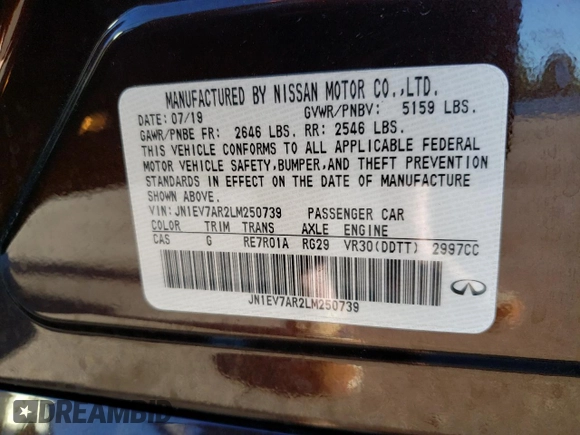 MANUFACTURED BY NISSAN MOTOR CO.,LTD.
DATE: 07/19 GVWR/PNBV: 5159 LBS.
GAWR/PNBE FR: 2646 LBS. RR: 2546 LBS.
THIS VEHICLE CONFORMS TO ALL APPLICABLE FEDERAL
MOTOR VEHICLE SAFETY,BUMPER,AND THEFT PREVENTION
STANDARDS IN EFFECT ON THE DATE OF MANUFACTURE
SHOWN ABOVE.
VIN: JN1EV7AR2LM250739 PASSENGER CAR
COLOR TRIM TRANS AXLE ENGINE
CAS G RE7R01A RG29 VR30(DDTT) 2997CC
JN1EV7AR2LM250739
DREAMBID